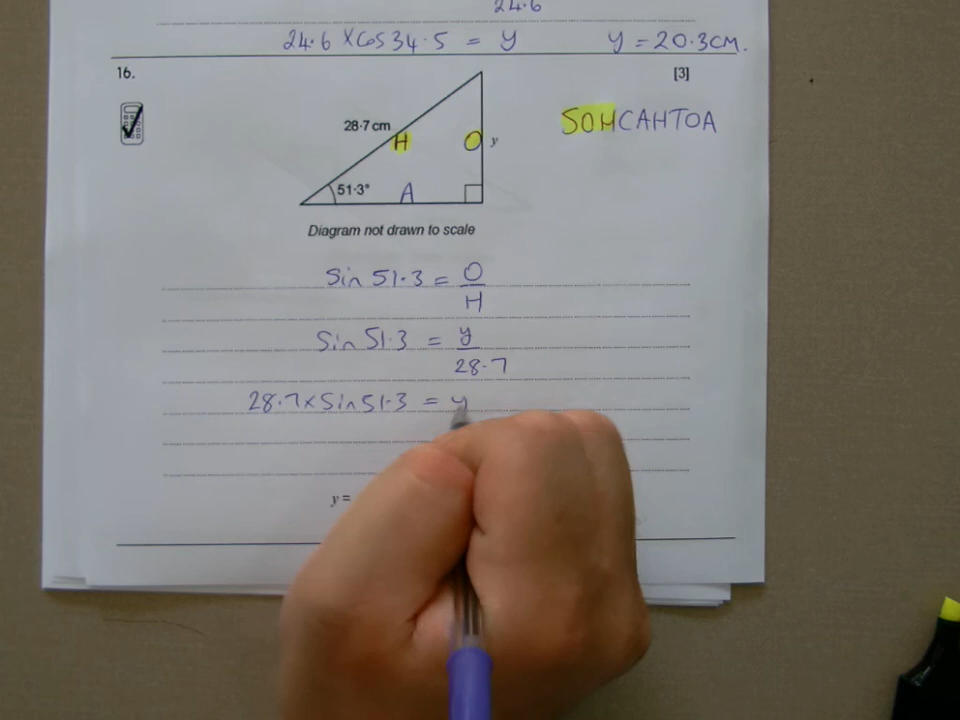 24.6
24.6 × Cos 34.5 = y y = 20.3cm.
16. [3]
28·7 cm H O y SOHCAHTOA
51·3° A
Diagram not drawn to scale
Sin 51.3 = O
H
Sin 51.3 = y
28.7
28.7 × Sin 51.3 = y
y =